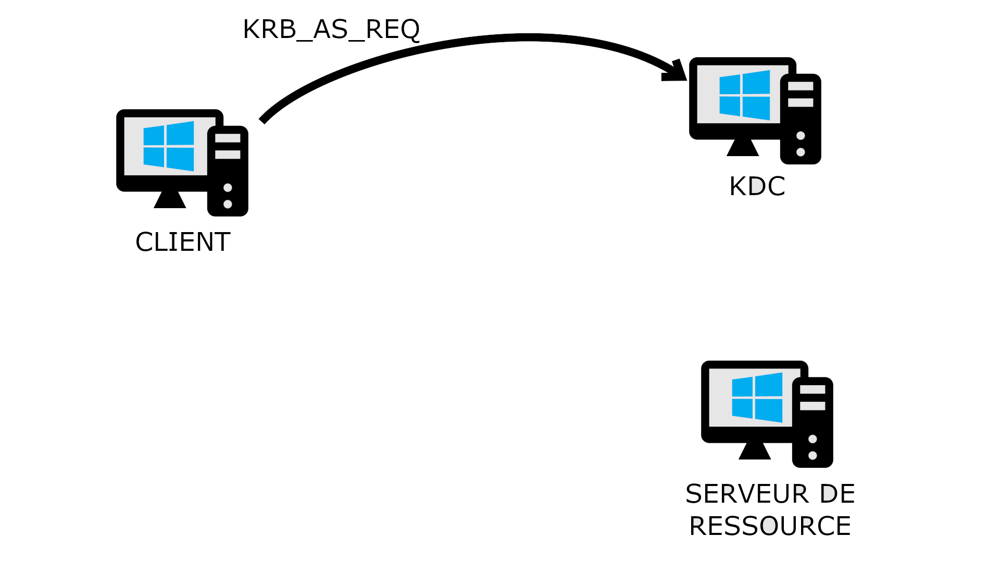 KRB_AS_REQ
KDC
CLIENT
SERVEUR DE
RESSOURCE